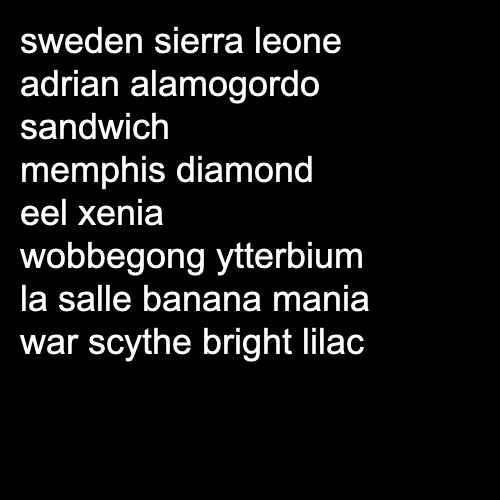 sweden sierra leone
adrian alamogordo
sandwich
memphis diamond
eel xenia
wobbegong ytterbium
la salle banana mania
war scythe bright lilac